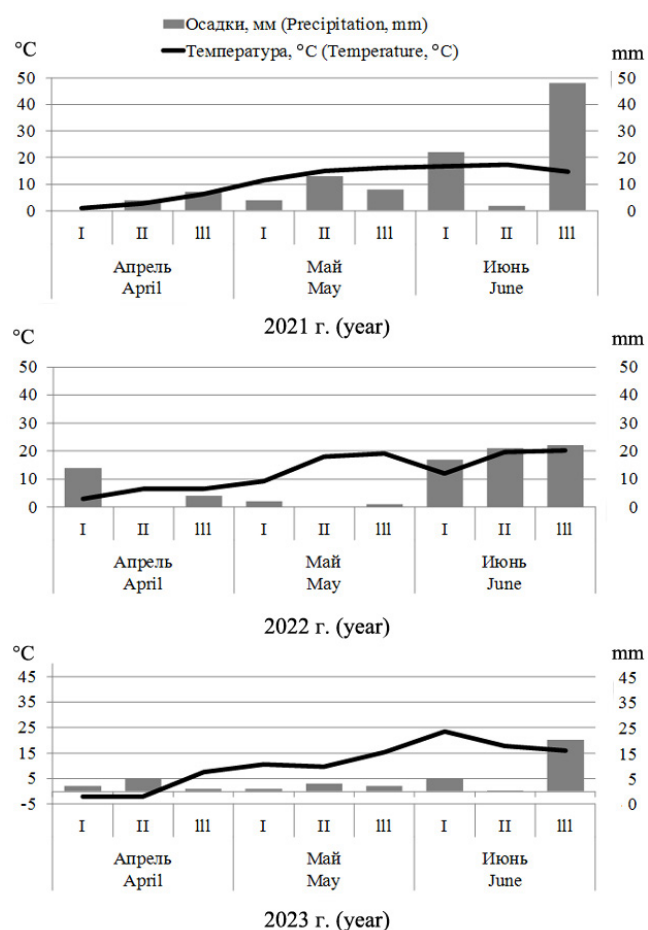 Осадки, мм (Precipitation, mm)
Температура, °С (Temperature, °C)
°C mm
50 50
40 40
30 30
20 20
10 10
0 0
I II III I II III I II III
Апрель Май Июнь
April May June
2021 г. (year)
°C mm
50 50
40 40
30 30
20 20
10 10
0 0
I II III I II III I II III
Апрель Май Июнь
April May June
2022 г. (year)
°C mm
45 45
35 35
25 25
15 15
5 5
-5 0
I II III I II III I II III
Апрель Май Июнь
April May June
2023 г. (year)